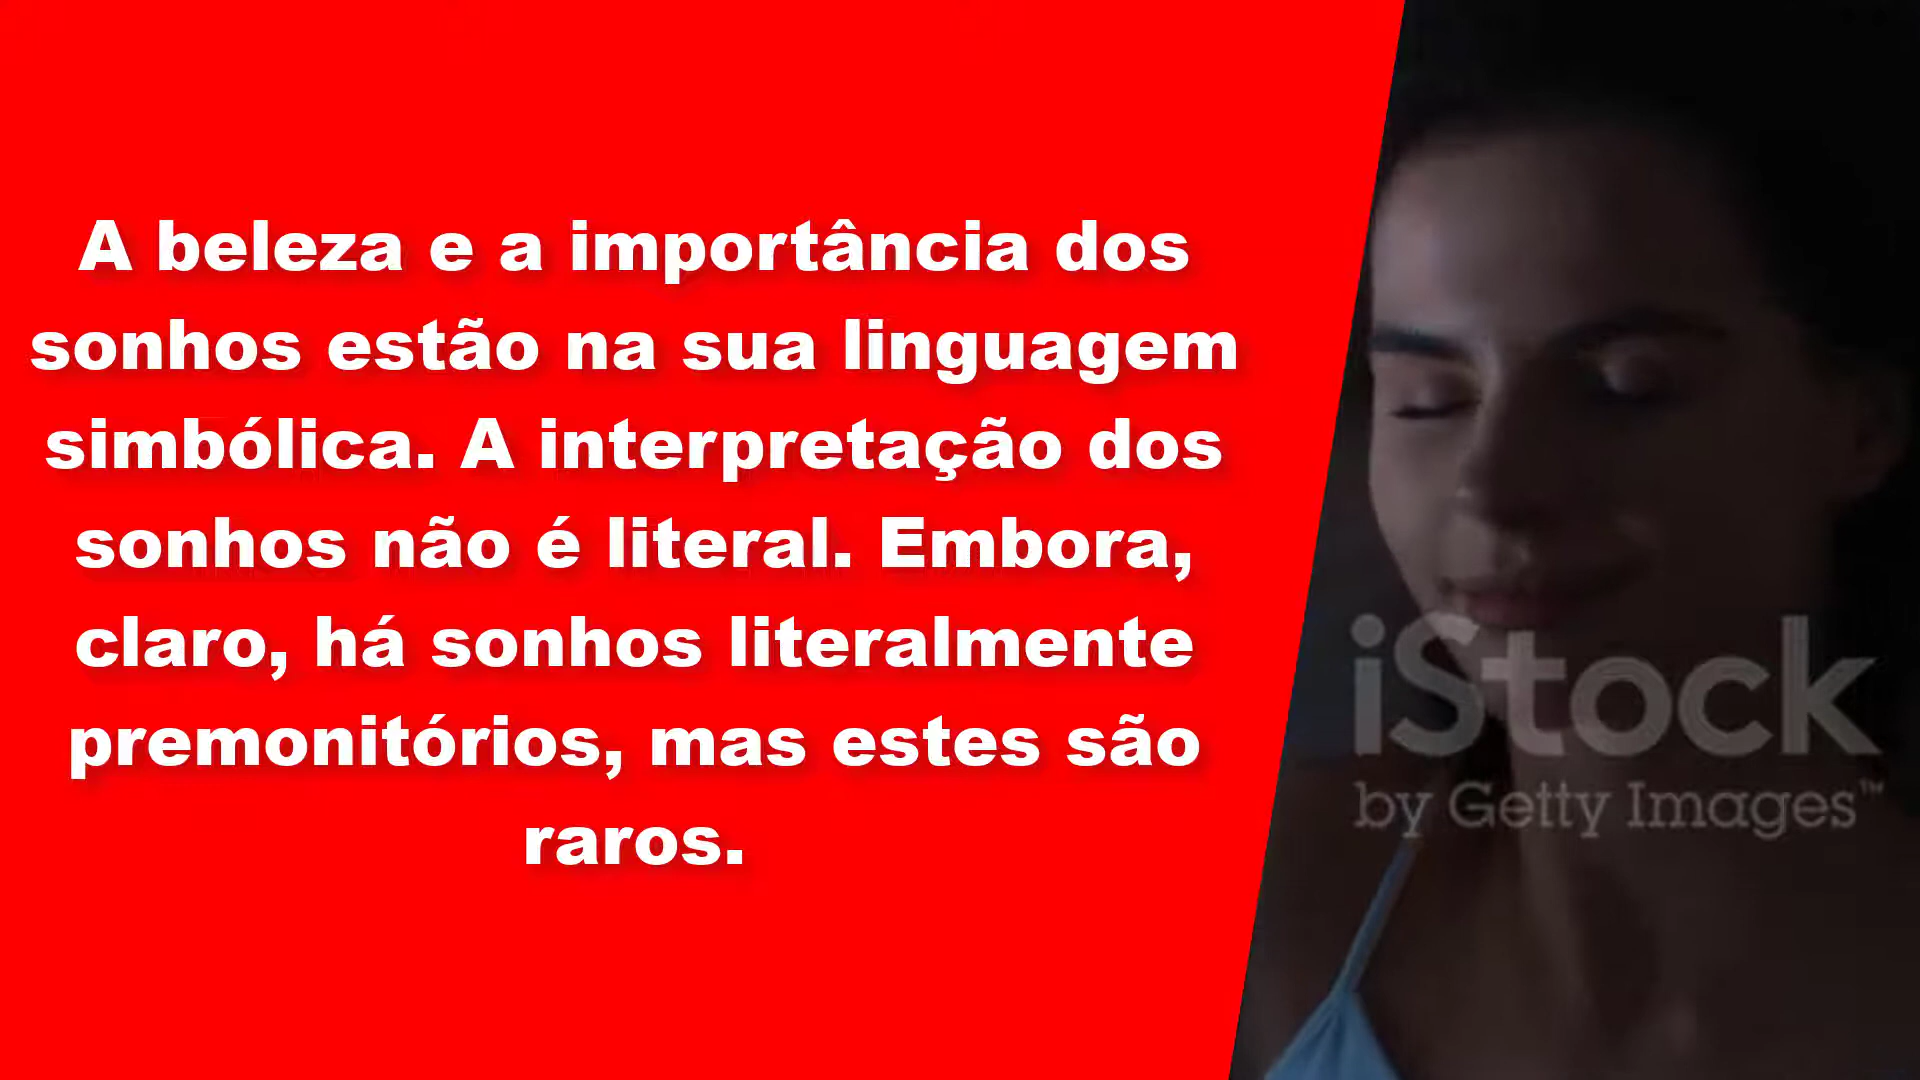 A beleza e a importância dos
sonhos estão na sua linguagem
simbólica. A interpretação dos
sonhos não é literal. Embora,
claro, há sonhos literalmente
premonitórios, mas estes são
raros.
iStock
by Getty Images™